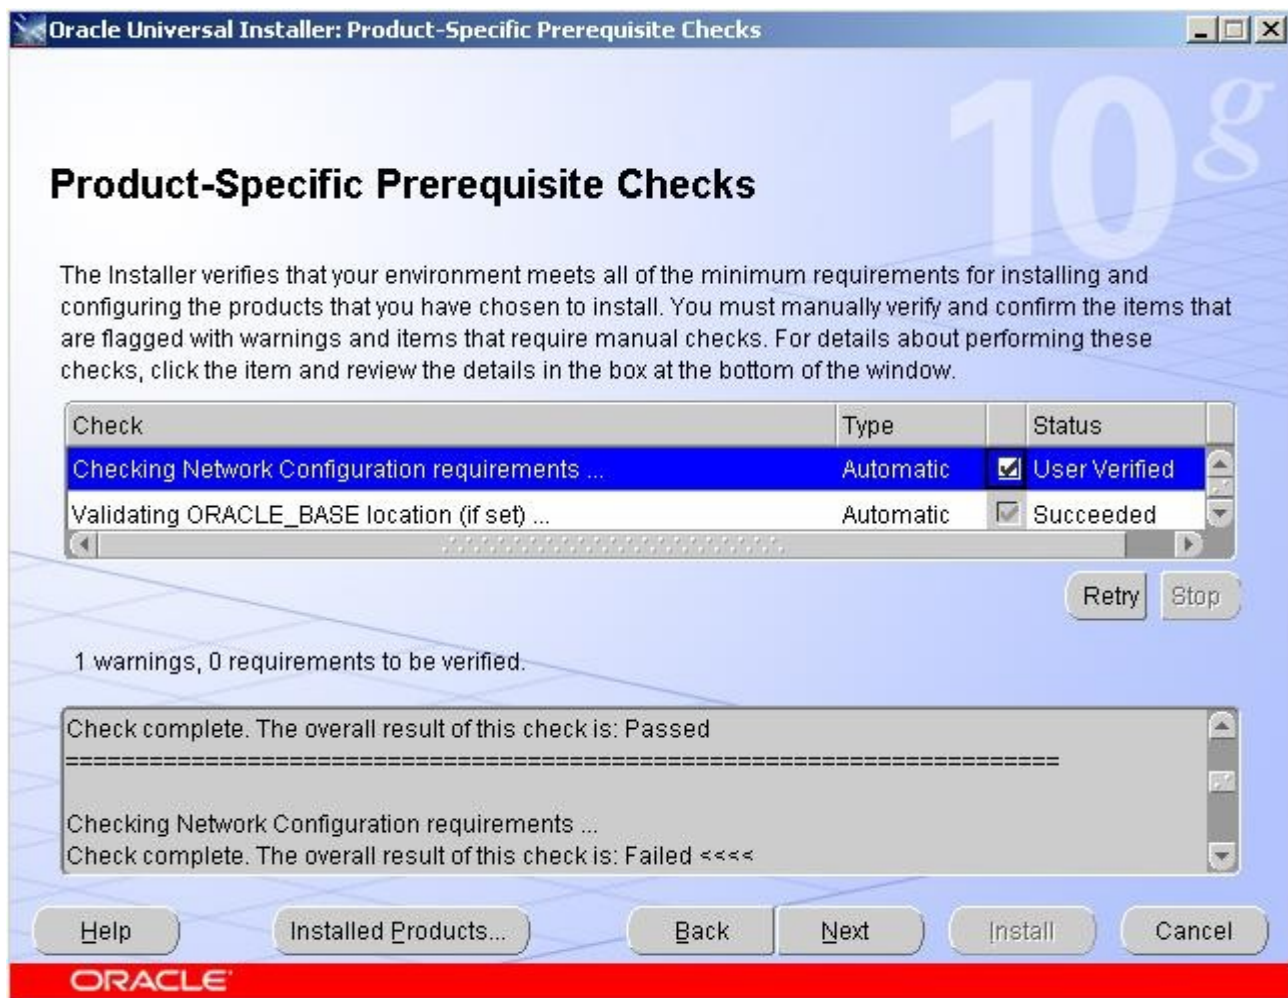 Oracle Universal Installer: Product-Specific Prerequisite Checks
10g
Product-Specific Prerequisite Checks
The Installer verifies that your environment meets all of the minimum requirements for installing and
configuring the products that you have chosen to install. You must manually verify and confirm the items that
are flagged with warnings and items that require manual checks. For details about performing these
checks, click the item and review the details in the box at the bottom of the window.
Check Type Status
Checking Network Configuration requirements ... Automatic User Verified
Validating ORACLE_BASE location (if set) ... Automatic Succeeded
Retry Stop
1 warnings, 0 requirements to be verified.
Check complete. The overall result of this check is: Passed
=======================================================================
Checking Network Configuration requirements ...
Check complete. The overall result of this check is: Failed <<<<
Help Installed Products... Back Next Install Cancel
ORACLE